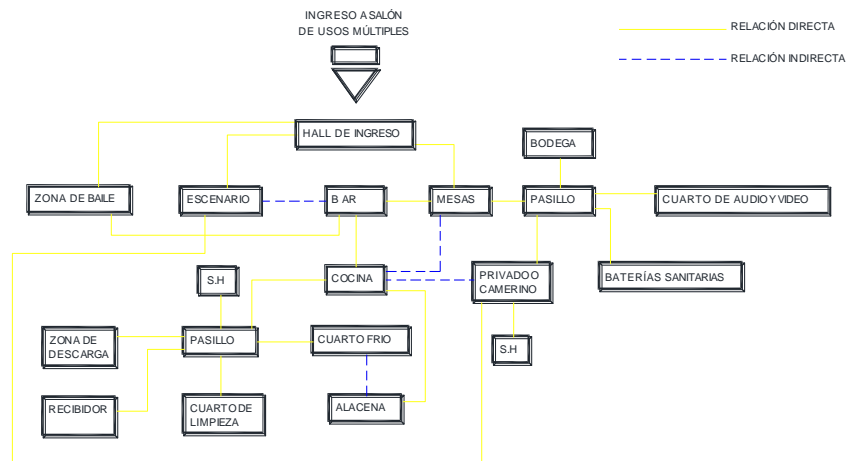 INGRESO A SALÓN
DE USOS MÚLTIPLES
RELACIÓN DIRECTA
RELACIÓN INDIRECTA
HALL DE INGRESO
BODEGA
ZONA DE BAILE
ESCENARIO
BAR
MESAS
PASILLO
CUARTO DE AUDIO Y VIDEO
S.H
COCINA
PRIVADO O
CAMERINO
BATERÍAS SANITARIAS
ZONA DE
DESCARGA
PASILLO
CUARTO FRIO
S.H
RECIBIDOR
CUARTO DE
LIMPIEZA
ALACENA